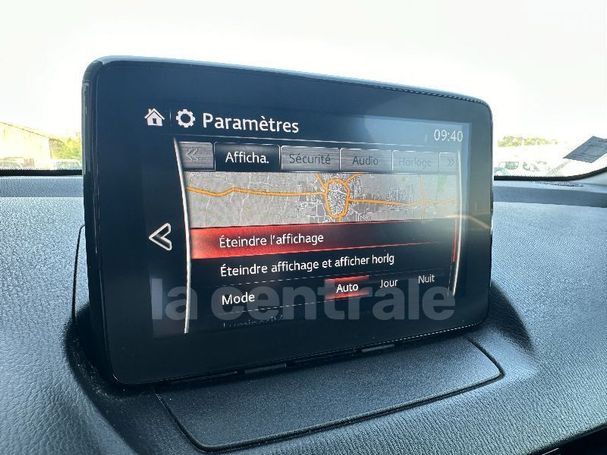 Paramètres
09:40
Afficha. Sécurité Audio Horloge
Éteindre l'affichage
Éteindre affichage et afficher horlg
Mode Auto Jour Nuit
la centrale